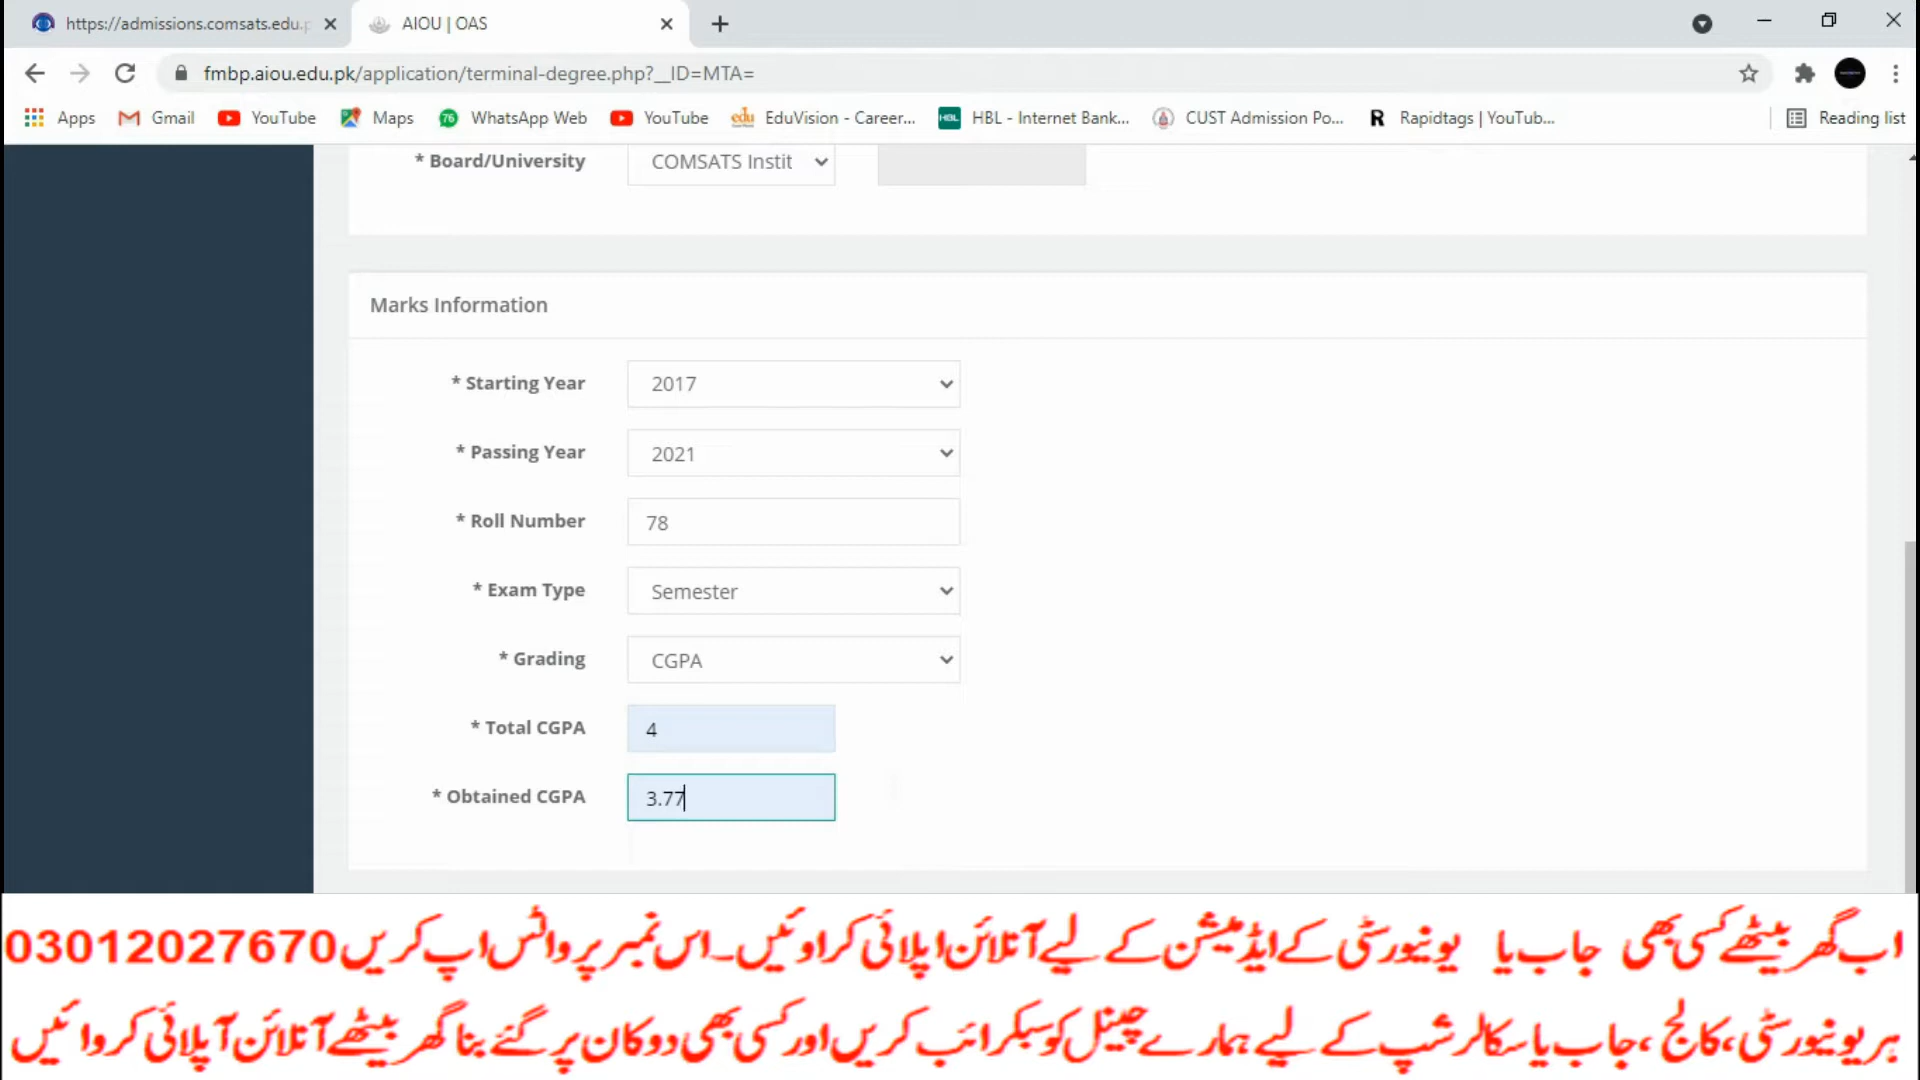 https://admissions.comsats.edu.p
AIOU | OAS
fmbp.aiou.edu.pk/application/terminal-degree.php?__ID=MTA=
Apps Gmail YouTube Maps WhatsApp Web YouTube EduVision - Career... HBL - Internet Bank... CUST Admission Po... Rapidtags | YouTub... Reading list
* Board/University COMSATS Instit
Marks Information
* Starting Year 2017
* Passing Year 2021
* Roll Number 78
* Exam Type Semester
* Grading CGPA
* Total CGPA 4
* Obtained CGPA 3.77
اب گھر بیٹھے کسی بھی جاب یا یونیورسٹی کے ایڈمیشن کے لیے آنلائن اپلائی کراوئیں۔اس نمبر پر واٹس اپ کریں 03012027670
ہر یونیورسٹی، کالج ،جاب یا سکالرشپ کے لیے ہمارے چینل کو سبکرائب کریں اور کسی بھی دوکان پر گئے بنا گھر بیٹھے آنلائن آپلائی کروائیں